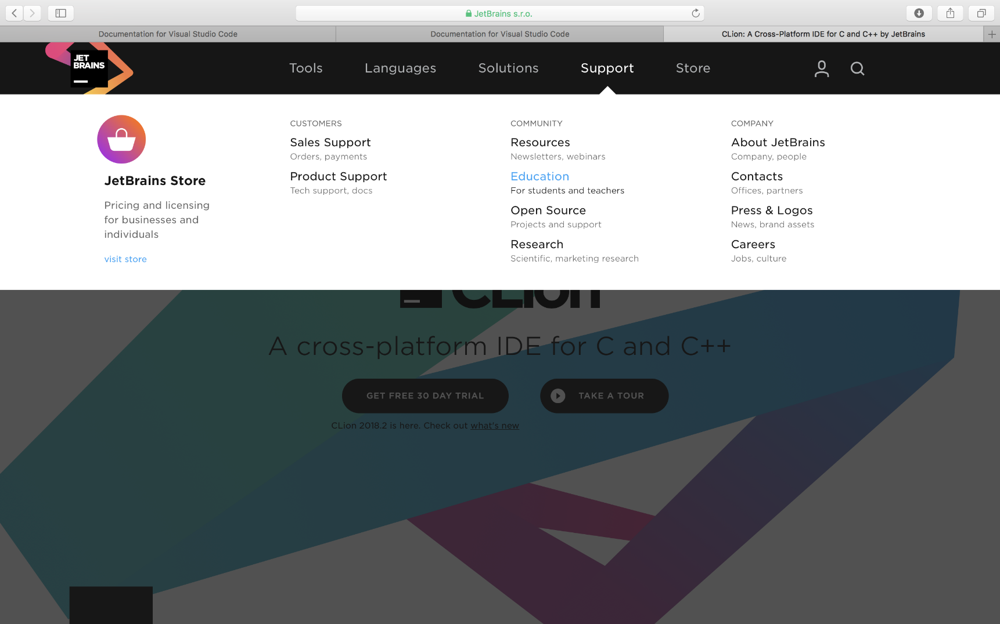 JetBrains s.r.o.
Documentation for Visual Studio Code
Documentation for Visual Studio Code
CLion: A Cross-Platform IDE for C and C++ by JetBrains
JET
BRAINS
Tools
Languages
Solutions
Support
Store
JetBrains Store
Pricing and licensing
for businesses and
individuals
visit store
CUSTOMERS
Sales Support
Orders, payments
Product Support
Tech support, docs
COMMUNITY
Resources
Newsletters, webinars
Education
For students and teachers
Open Source
Projects and support
Research
Scientific, marketing research
COMPANY
About JetBrains
Company, people
Contacts
Offices, partners
Press & Logos
News, brand assets
Careers
Jobs, culture
CLion
A cross-platform IDE for C and C++
GET FREE 30 DAY TRIAL
TAKE A TOUR
CLion 2018.2 is here. Check out what's new